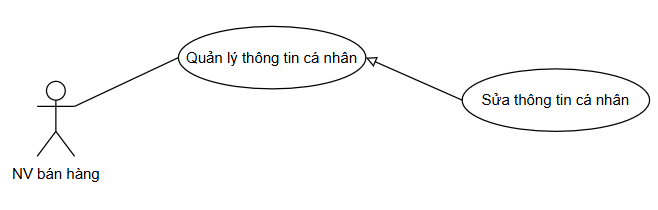 Quản lý thông tin cá nhân
Sửa thông tin cá nhân
NV bán hàng